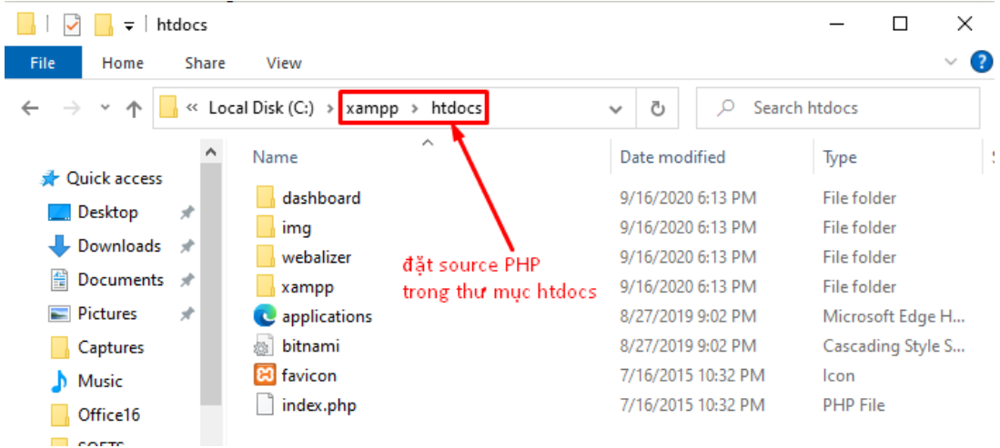 htdocs
File Home Share View
« Local Disk (C:) › xampp › htdocs Search htdocs
Name Date modified Type
Quick access
Desktop
Downloads
Documents
Pictures
Captures
Music
Office16
dashboard 9/16/2020 6:13 PM File folder
img 9/16/2020 6:13 PM File folder
webalizer 9/16/2020 6:13 PM File folder
xampp 9/16/2020 6:13 PM File folder
applications 8/27/2019 9:02 PM Microsoft Edge H...
bitnami 8/27/2019 9:02 PM Cascading Style S...
favicon 7/16/2015 10:32 PM Icon
index.php 7/16/2015 10:32 PM PHP File
đặt source PHP
trong thư mục htdocs